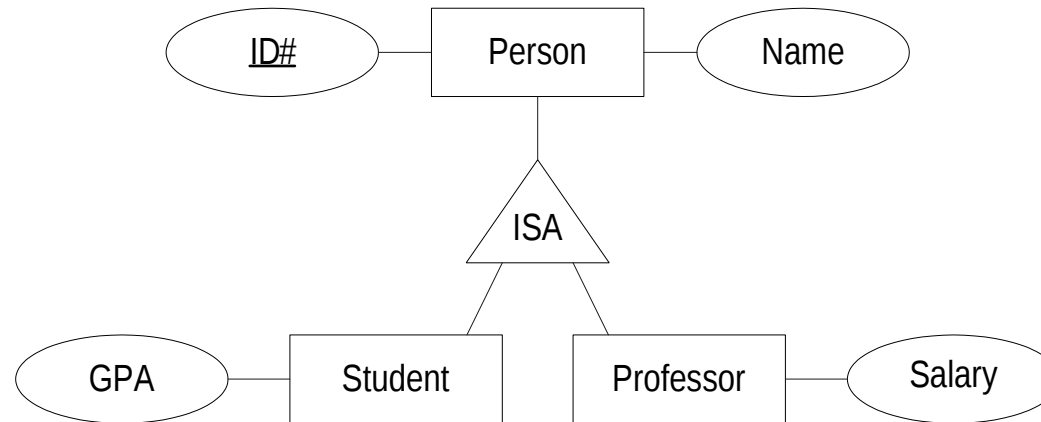 ID#
Person
Name
ISA
GPA
Student
Professor
Salary